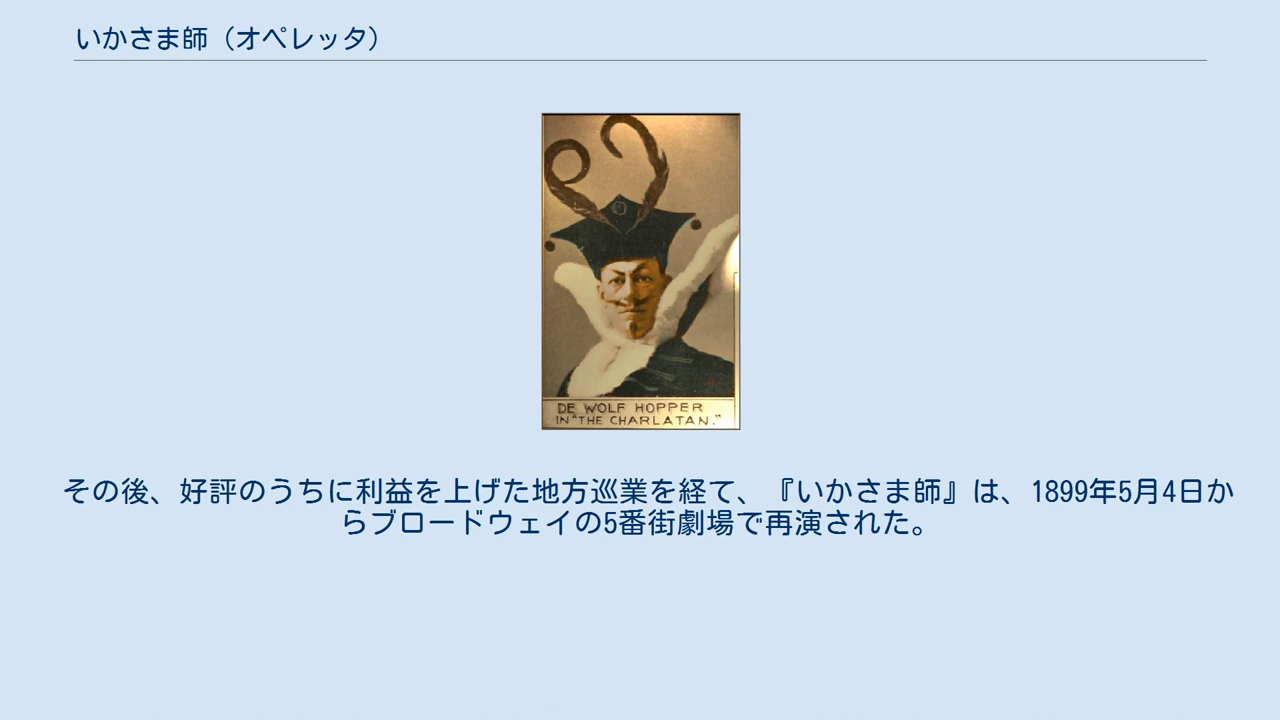 いかさま師（オペレッタ）
DE WOLF HOPPER
IN "THE CHARLATAN."
その後、好評のうちに利益を上げた地方巡業を経て、『いかさま師』は、1899年5月4日か
らブロードウェイの5番街劇場で再演された。